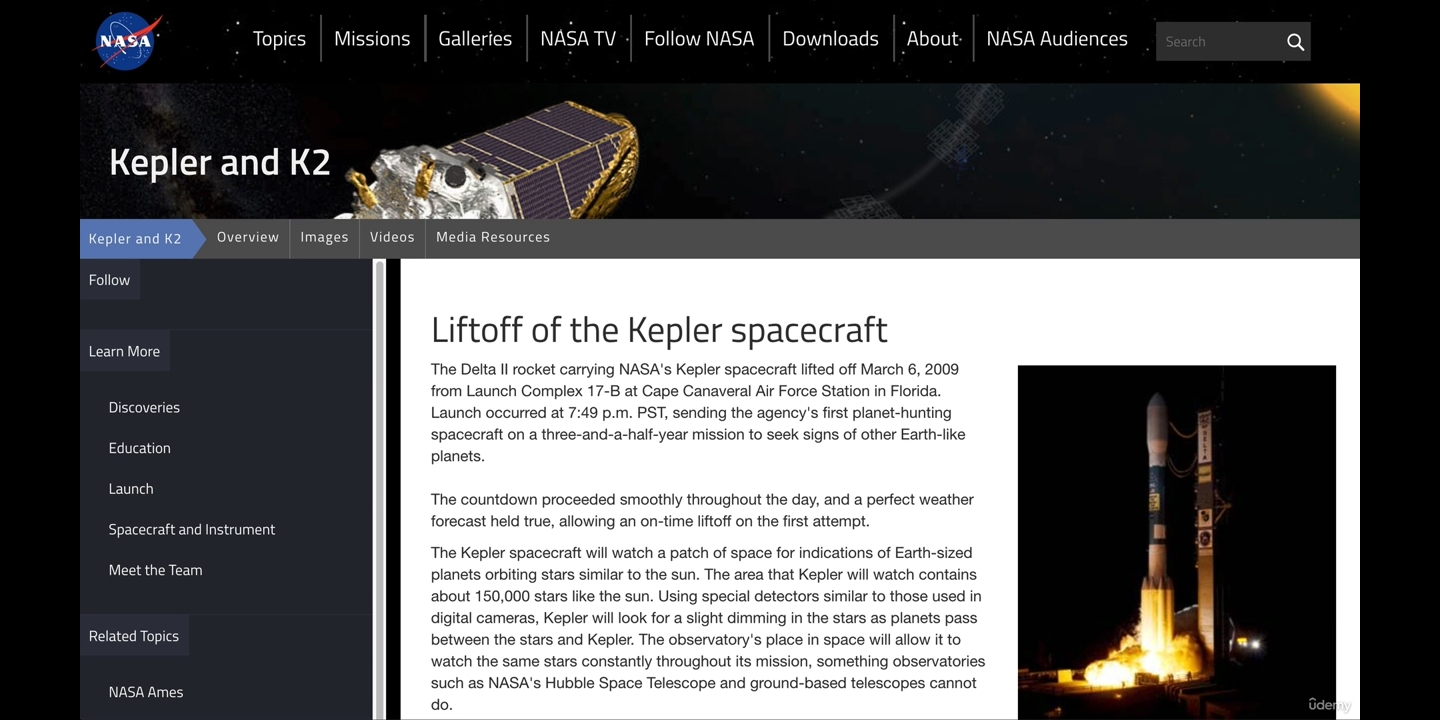 NASA
Topics
Missions
Galleries
NASA TV
Follow NASA
Downloads
About
NASA Audiences
Search
Kepler and K2
Kepler and K2
Overview
Images
Videos
Media Resources
Follow
Learn More
Discoveries
Education
Launch
Spacecraft and Instrument
Meet the Team
Related Topics
NASA Ames
Liftoff of the Kepler spacecraft
The Delta II rocket carrying NASA's Kepler spacecraft lifted off March 6, 2009
from Launch Complex 17-B at Cape Canaveral Air Force Station in Florida.
Launch occurred at 7:49 p.m. PST, sending the agency's first planet-hunting
spacecraft on a three-and-a-half-year mission to seek signs of other Earth-like
planets.
The countdown proceeded smoothly throughout the day, and a perfect weather
forecast held true, allowing an on-time liftoff on the first attempt.
The Kepler spacecraft will watch a patch of space for indications of Earth-sized
planets orbiting stars similar to the sun. The area that Kepler will watch contains
about 150,000 stars like the sun. Using special detectors similar to those used in
digital cameras, Kepler will look for a slight dimming in the stars as planets pass
between the stars and Kepler. The observatory's place in space will allow it to
watch the same stars constantly throughout its mission, something observatories
such as NASA's Hubble Space Telescope and ground-based telescopes cannot
do.
DELTA
ûdemy